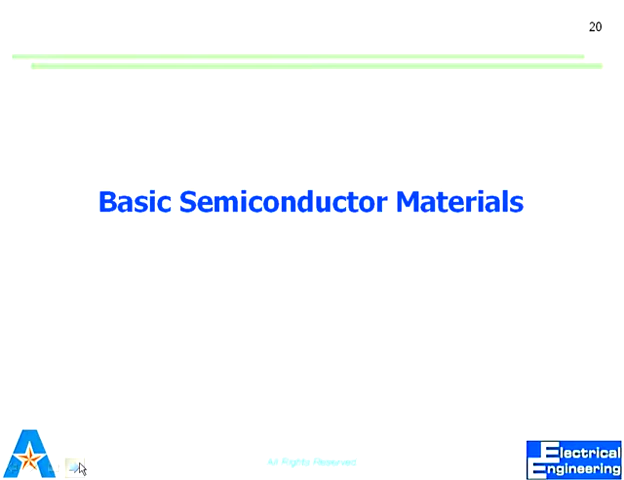 20
Basic Semiconductor Materials
All Rights Reserved
Electrical
Engineering